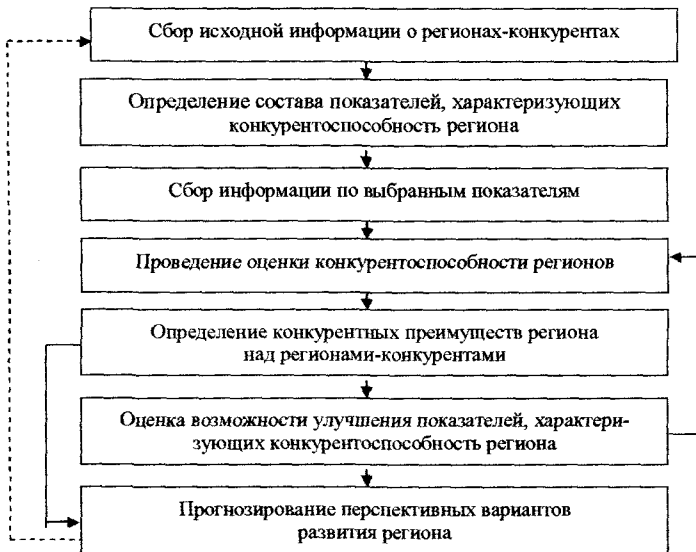 Сбор исходной информации о регионах-конкурентах
Определение состава показателей, характеризующих
конкурентоспособность региона
Сбор информации по выбранным показателям
Проведение оценки конкурентоспособности регионов
Определение конкурентных преимуществ региона
над регионами-конкурентами
Оценка возможности улучшения показателей, характери-
зующих конкурентоспособность региона
Прогнозирование перспективных вариантов
развития региона